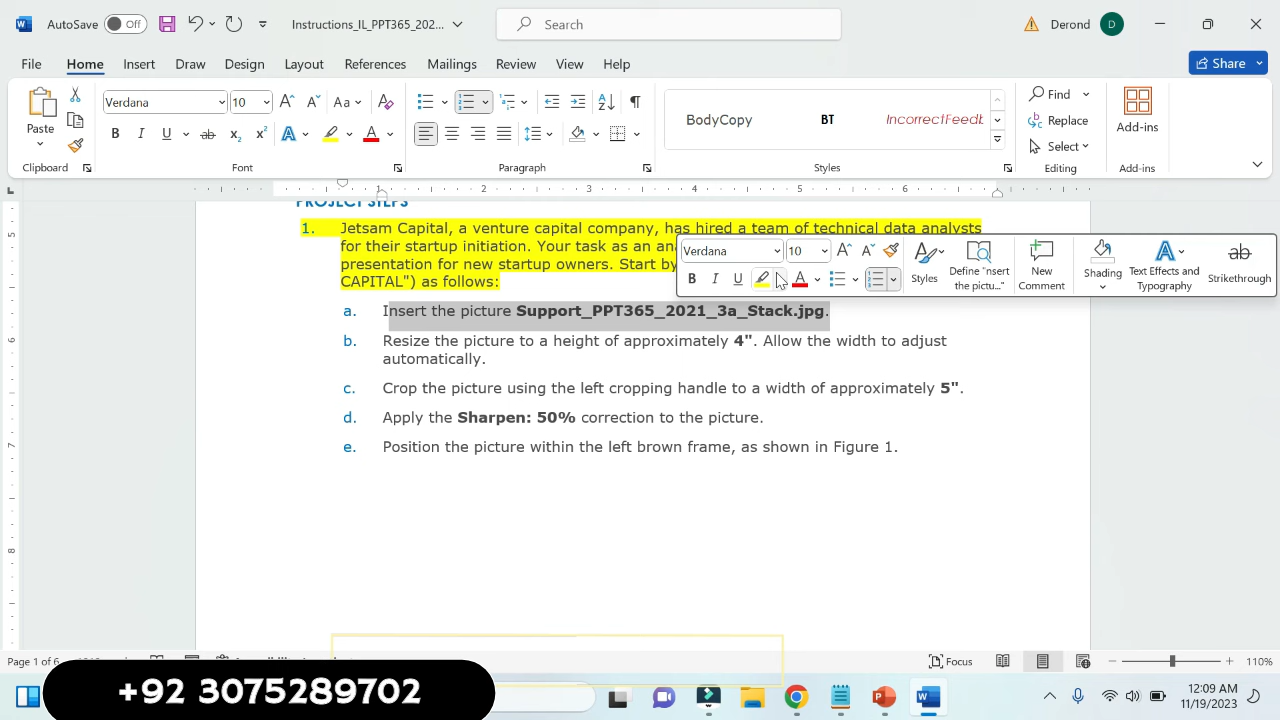 AutoSave Off Instructions_IL_PPT365_202... Search Derond D
File Home Insert Draw Design Layout References Mailings Review View Help Share
Paste Verdana 10 Aa BodyCopy BT IncorrectFeedb Find Replace Select Add-ins
Clipboard Font Paragraph Styles Editing Add-ins
1 2 3 4 5 6
PROJECT STEPS
1. Jetsam Capital, a venture capital company, has hired a team of technical data analysts
for their startup initiation. Your task as an
presentation for new startup owners. Start by
CAPITAL") as follows:
Verdana 10 Styles Define "nsert the pictu..." New Comment Shading Text Effects and Typography Strikethrough
a. Insert the picture Support_PPT365_2021_3a_Stack.jpg.
b. Resize the picture to a height of approximately 4". Allow the width to adjust
automatically.
c. Crop the picture using the left cropping handle to a width of approximately 5".
d. Apply the Sharpen: 50% correction to the picture.
e. Position the picture within the left brown frame, as shown in Figure 1.
5
6
7
8
Page 1 of 6 Focus 110%
+92 3075289702
12:09 AM
11/19/2023